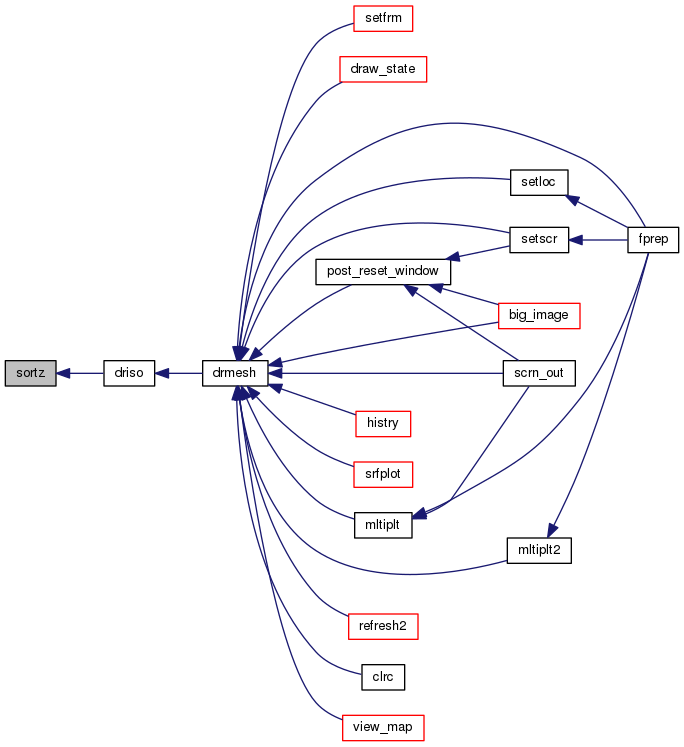 setfrm
draw_state
setloc
setscr
fprep
post_reset_window
big_image
sortz
driso
drmesh
scrn_out
histry
srfplot
mltiplt
mltiplt2
refresh2
clrc
view_map